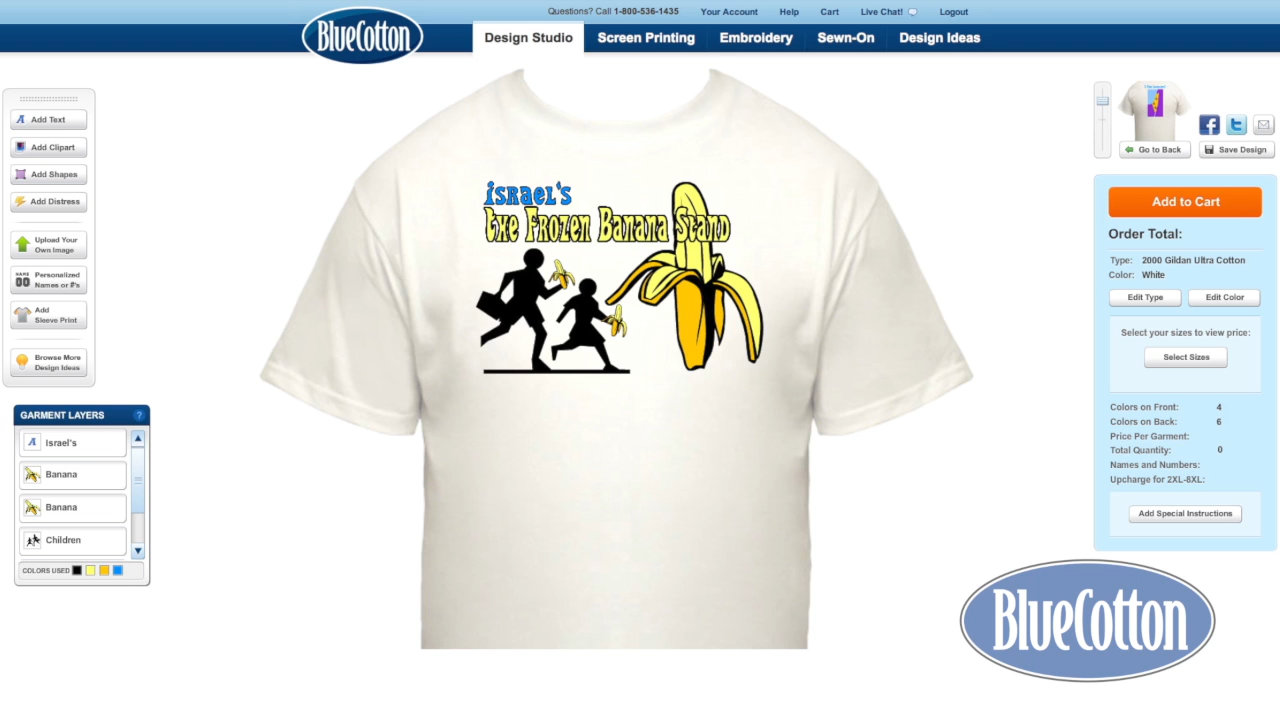 Questions? Call 1-800-536-1435
Your Account
Help
Cart
Live Chat!
Logout
BlueCotton
Design Studio
Screen Printing
Embroidery
Sewn-On
Design Ideas
Add Text
Add Clipart
Add Shapes
Add Distress
Upload Your
Own Image
NAME
00
Personalized
Names or #'s
Add
Sleeve Print
Browse More
Design Ideas
GARMENT LAYERS
?
Israel's
Banana
Banana
Children
COLORS USED
israel's
the Frozen Banana Stand
Go to Back
Save Design
Add to Cart
Order Total:
Type: 2000 Gildan Ultra Cotton
Color: White
Edit Type
Edit Color
Select your sizes to view price:
Select Sizes
Colors on Front: 4
Colors on Back: 6
Price Per Garment:
Total Quantity: 0
Names and Numbers:
Upcharge for 2XL-8XL:
Add Special Instructions
BlueCotton